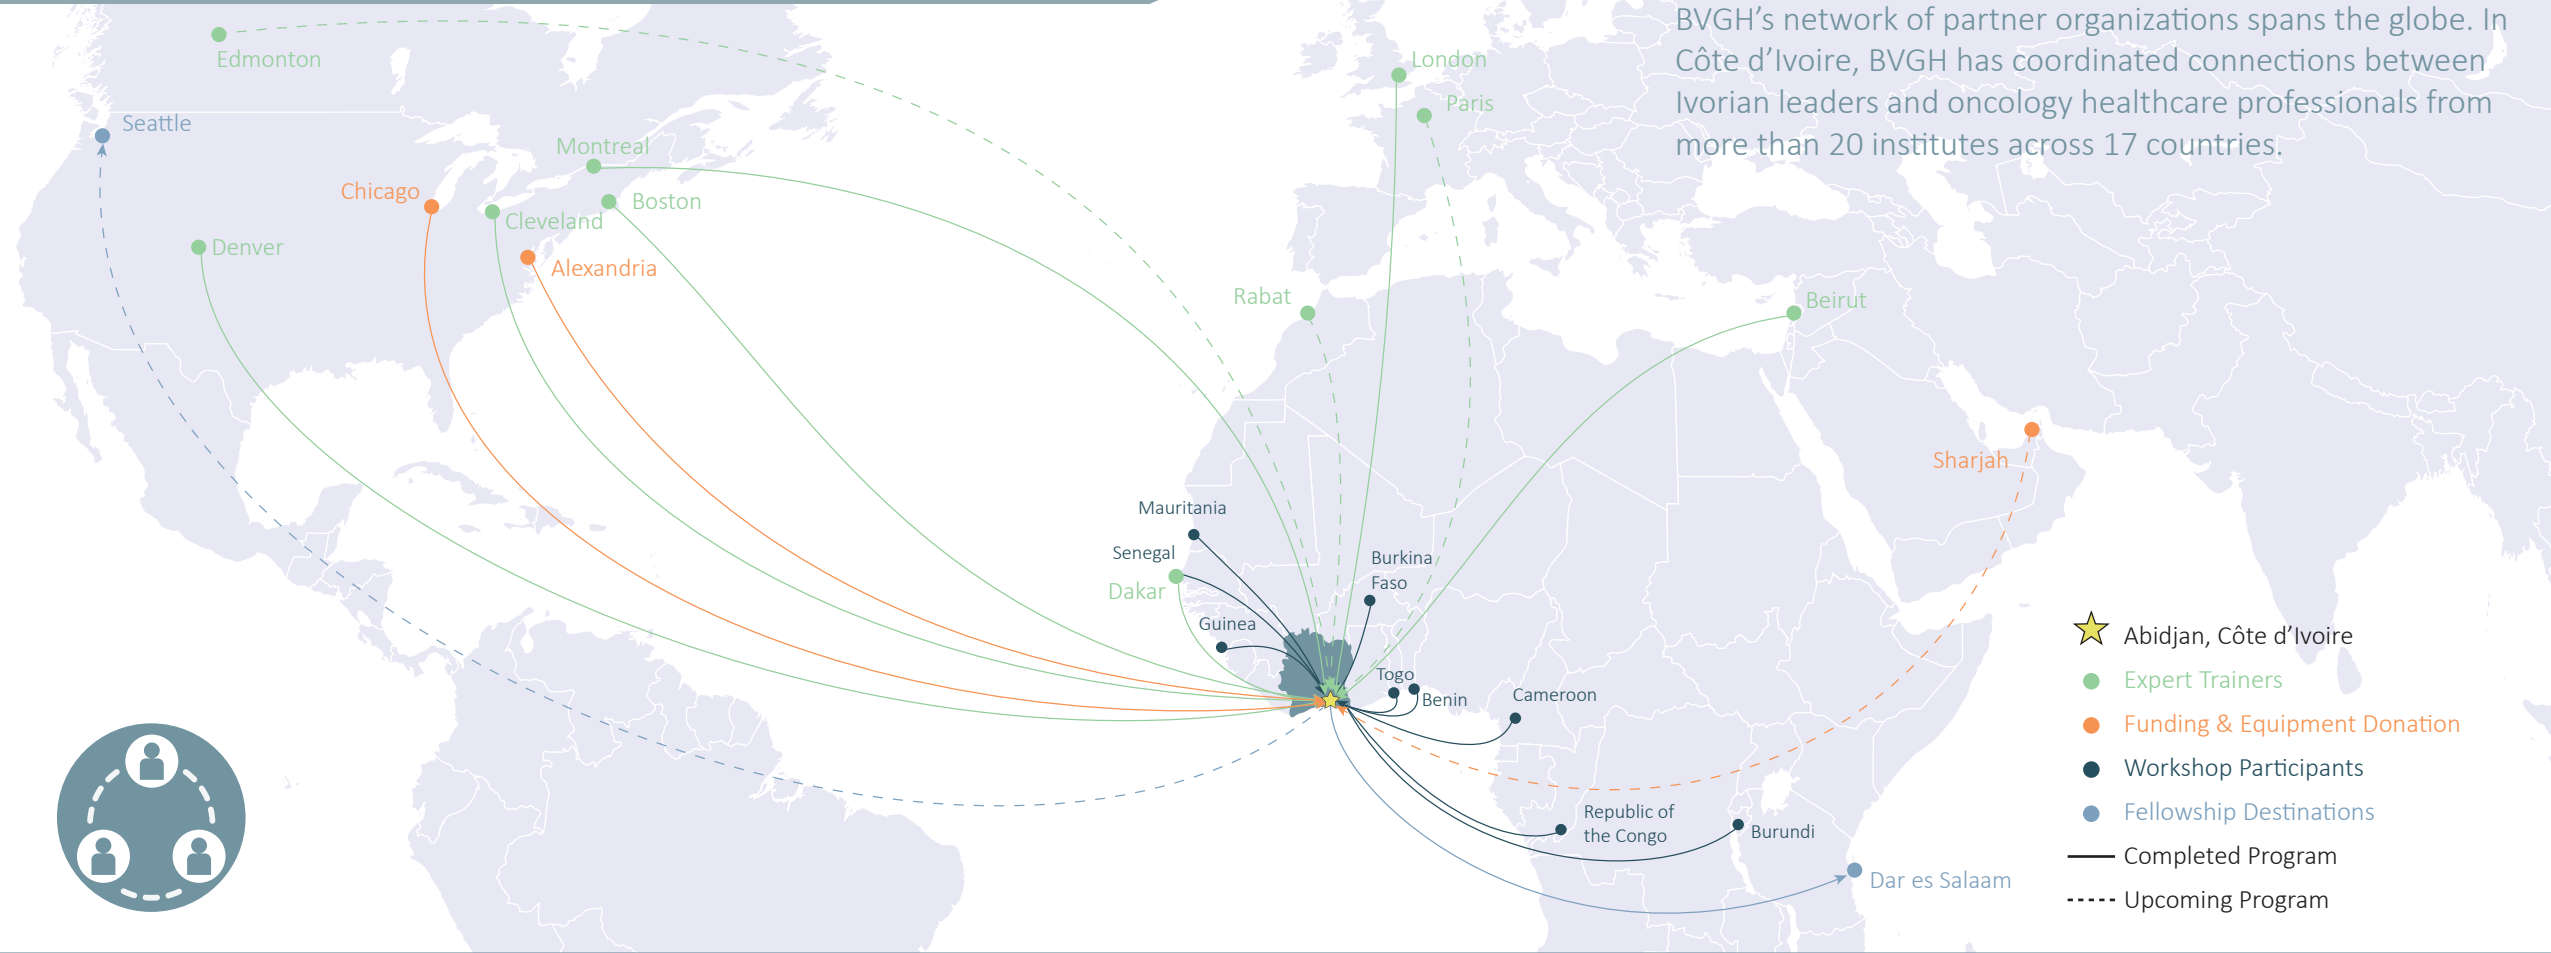 BVGH’s network of partner organizations spans the globe. In
Côte d’Ivoire, BVGH has coordinated connections between
Ivorian leaders and oncology healthcare professionals from
more than 20 institutes across 17 countries.
Edmonton
Seattle
Montreal
Chicago
Boston
Cleveland
Denver
Alexandria
London
Paris
Rabat
Beirut
Sharjah
Mauritania
Senegal
Dakar
Guinea
Burkina
Faso
Togo
Benin
Cameroon
Republic of
the Congo
Burundi
Dar es Salaam
Abidjan, Côte d’Ivoire
Expert Trainers
Funding & Equipment Donation
Workshop Participants
Fellowship Destinations
Completed Program
Upcoming Program